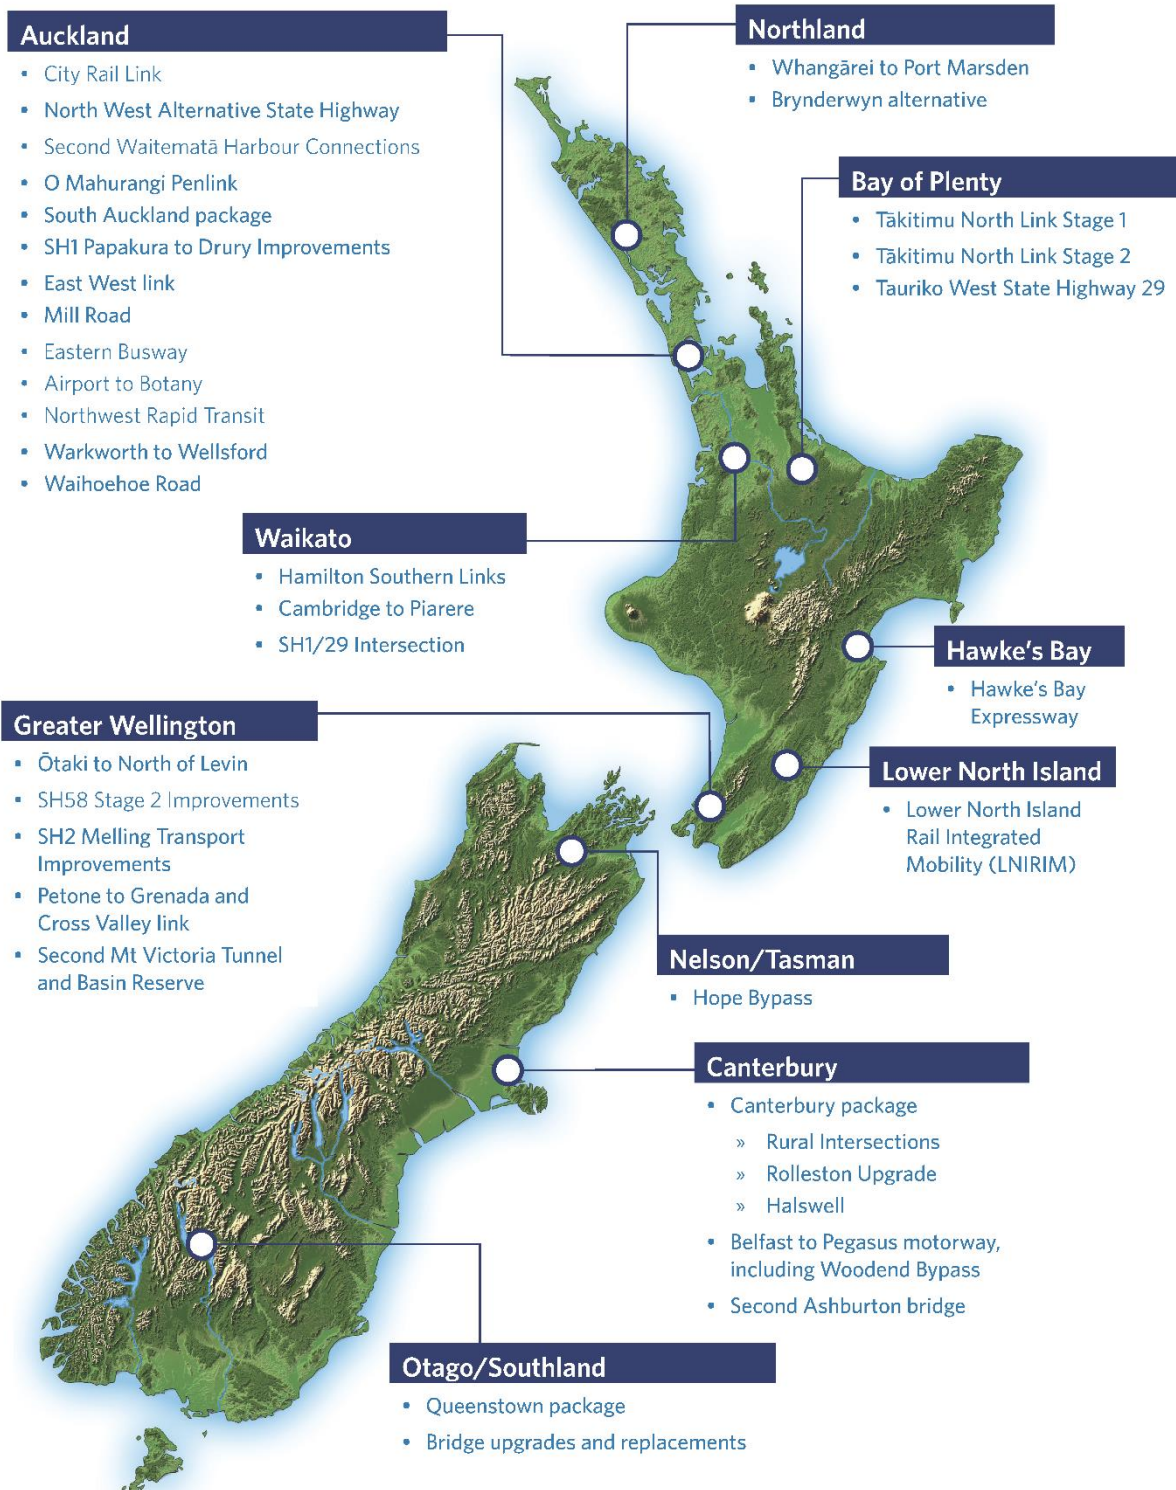 Auckland
• City Rail Link
• North West Alternative State Highway
• Second Waitematā Harbour Connections
• O Mahurangi Penlink
• South Auckland package
• SH1 Papakura to Drury Improvements
• East West link
• Mill Road
• Eastern Busway
• Airport to Botany
• Northwest Rapid Transit
• Warkworth to Wellsford
• Waihoehoe Road
Northland
• Whangārei to Port Marsden
• Brynderwyn alternative
Bay of Plenty
• Tākitimu North Link Stage 1
• Tākitimu North Link Stage 2
• Tauriko West State Highway 29
Waikato
• Hamilton Southern Links
• Cambridge to Piarere
• SH1/29 Intersection
Hawke's Bay
• Hawke's Bay
Expressway
Greater Wellington
• Ōtaki to North of Levin
• SH58 Stage 2 Improvements
• SH2 Melling Transport
Improvements
• Petone to Grenada and
Cross Valley link
• Second Mt Victoria Tunnel
and Basin Reserve
Lower North Island
• Lower North Island
Rail Integrated
Mobility (LNIRIM)
Nelson/Tasman
• Hope Bypass
Canterbury
• Canterbury package
» Rural Intersections
» Rolleston Upgrade
» Halswell
• Belfast to Pegasus motorway,
including Woodend Bypass
• Second Ashburton bridge
Otago/Southland
• Queenstown package
• Bridge upgrades and replacements